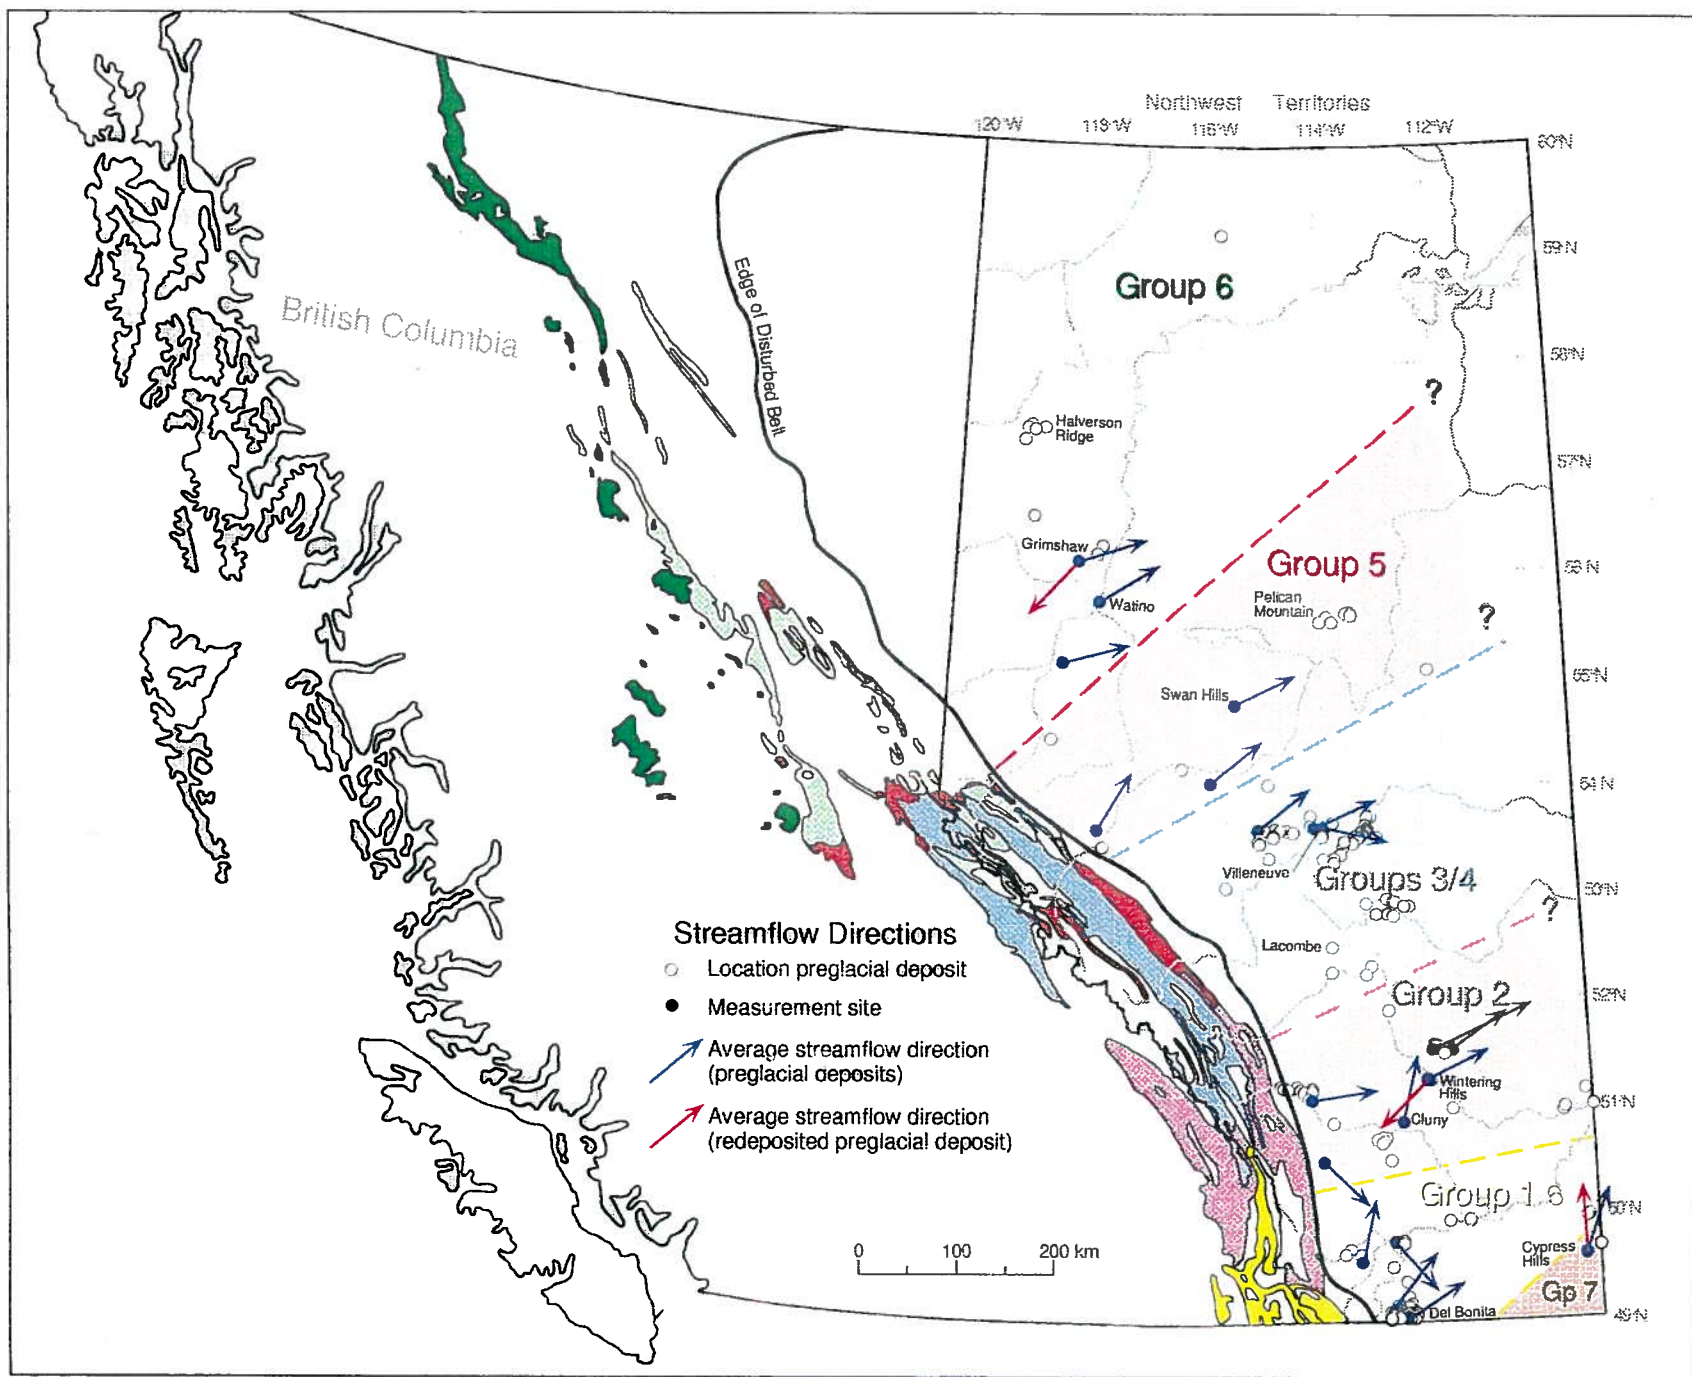 Northwest Territories
120°W 118°W 116°W 114°W 112°W
60°N
59°N
Group 6
Edge of Disturbed Belt
British Columbia
58°N
?
Halverson
Ridge
57°N
Grimshaw
Group 5
56°N
Pelican
Mountain
Watino
?
55°N
Swan Hills
54°N
Villeneuve
Groups 3/4
53°N
?
Streamflow Directions
Location preglacial deposit
Measurement site
Average streamflow direction
(preglacial deposits)
Average streamflow direction
(redeposited preglacial deposit)
Lacombe
Group 2
52°N
Wintering
Hills
Cluny
51°N
Group 1
50°N
Cypress
Hills
0 100 200 km
Gp 7
Del Bonita
49°N